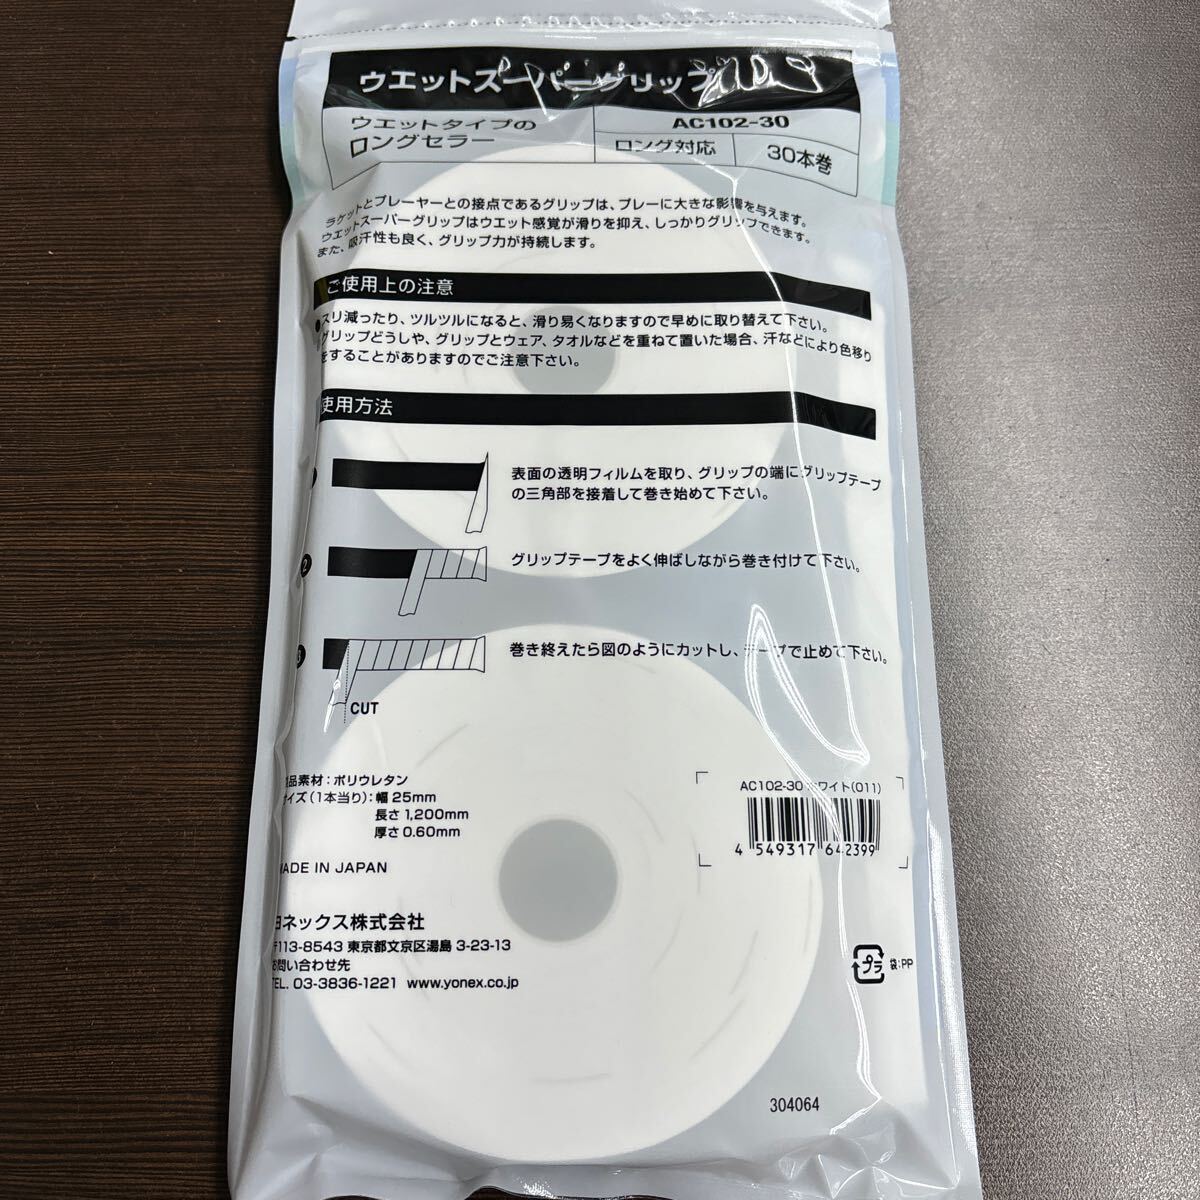 ウエットスーパーグリップ
ウエットタイプの
ロングセラー
AC102-30
ロング対応
30本巻
ラケットとプレーヤーとの接点であるグリップは、プレーに大きな影響を与えます。
ウエットスーパーグリップはウエット感覚が滑りを抑え、しっかりグリップできます。
また、吸汗性も良く、グリップ力が持続します。
ご使用上の注意
●スリ減ったり、ツルツルになると、滑り易くなりますので早めに取り替えて下さい。
グリップどうしや、グリップとウェア、タオルなどを重ねて置いた場合、汗などにより色移り
をすることがありますのでご注意下さい。
使用方法
表面の透明フィルムを取り、グリップの端にグリップテープ
の三角部を接着して巻き始めて下さい。
2
グリップテープをよく伸ばしながら巻き付けて下さい。
3
巻き終えたら図のようにカットし、テープで止めて下さい。
CUT
品素材：ポリウレタン
サイズ（1本当り）：幅 25mm
長さ 1,200mm
厚さ 0.60mm
MADE IN JAPAN
AC102-30 ホワイト(011)
4 549317 642399
ヨネックス株式会社
〒113-8543 東京都文京区湯島 3-23-13
お問い合わせ先
TEL. 03-3836-1221 www.yonex.co.jp
プラ 袋：PP
304064